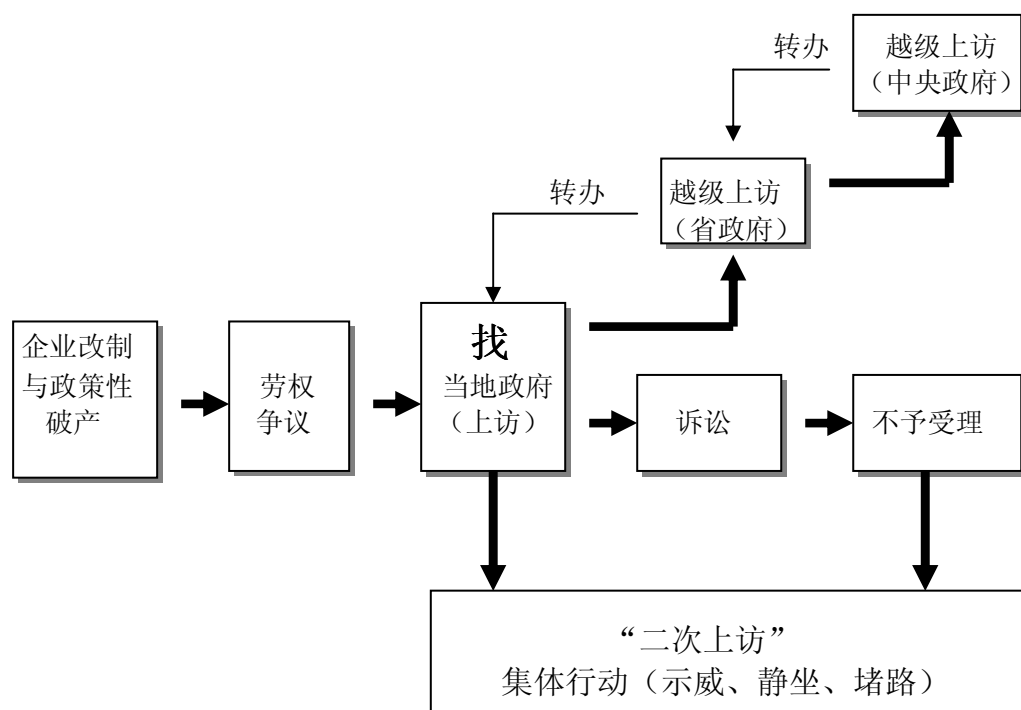 转办
越级上访
（中央政府）
转办
越级上访
（省政府）
企业改制
与政策性
破产
劳权
争议
找
当地政府
（上访）
诉讼
不予受理
“二次上访”
集体行动（示威、静坐、堵路）